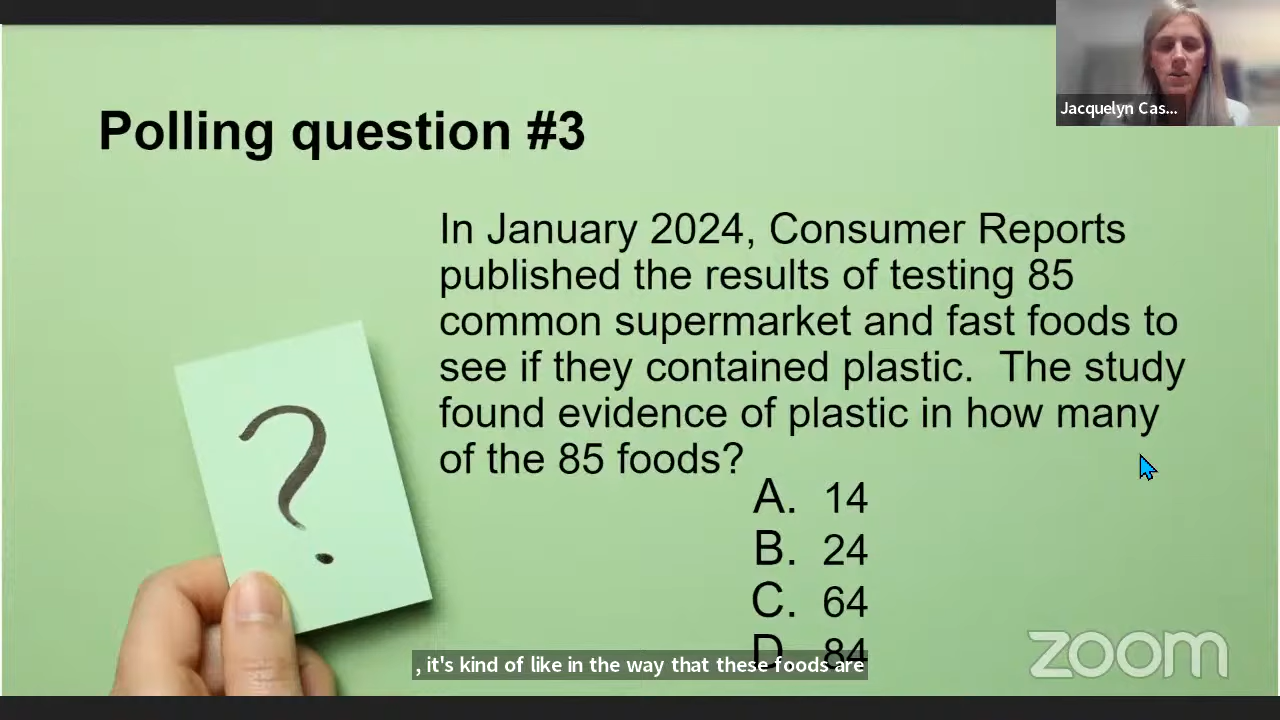 Jacquelyn Cas...
Polling question #3
In January 2024, Consumer Reports
published the results of testing 85
common supermarket and fast foods to
see if they contained plastic. The study
found evidence of plastic in how many
of the 85 foods?
A. 14
B. 24
C. 64
D. 84
?
, it's kind of like in the way that these foods are
zoom